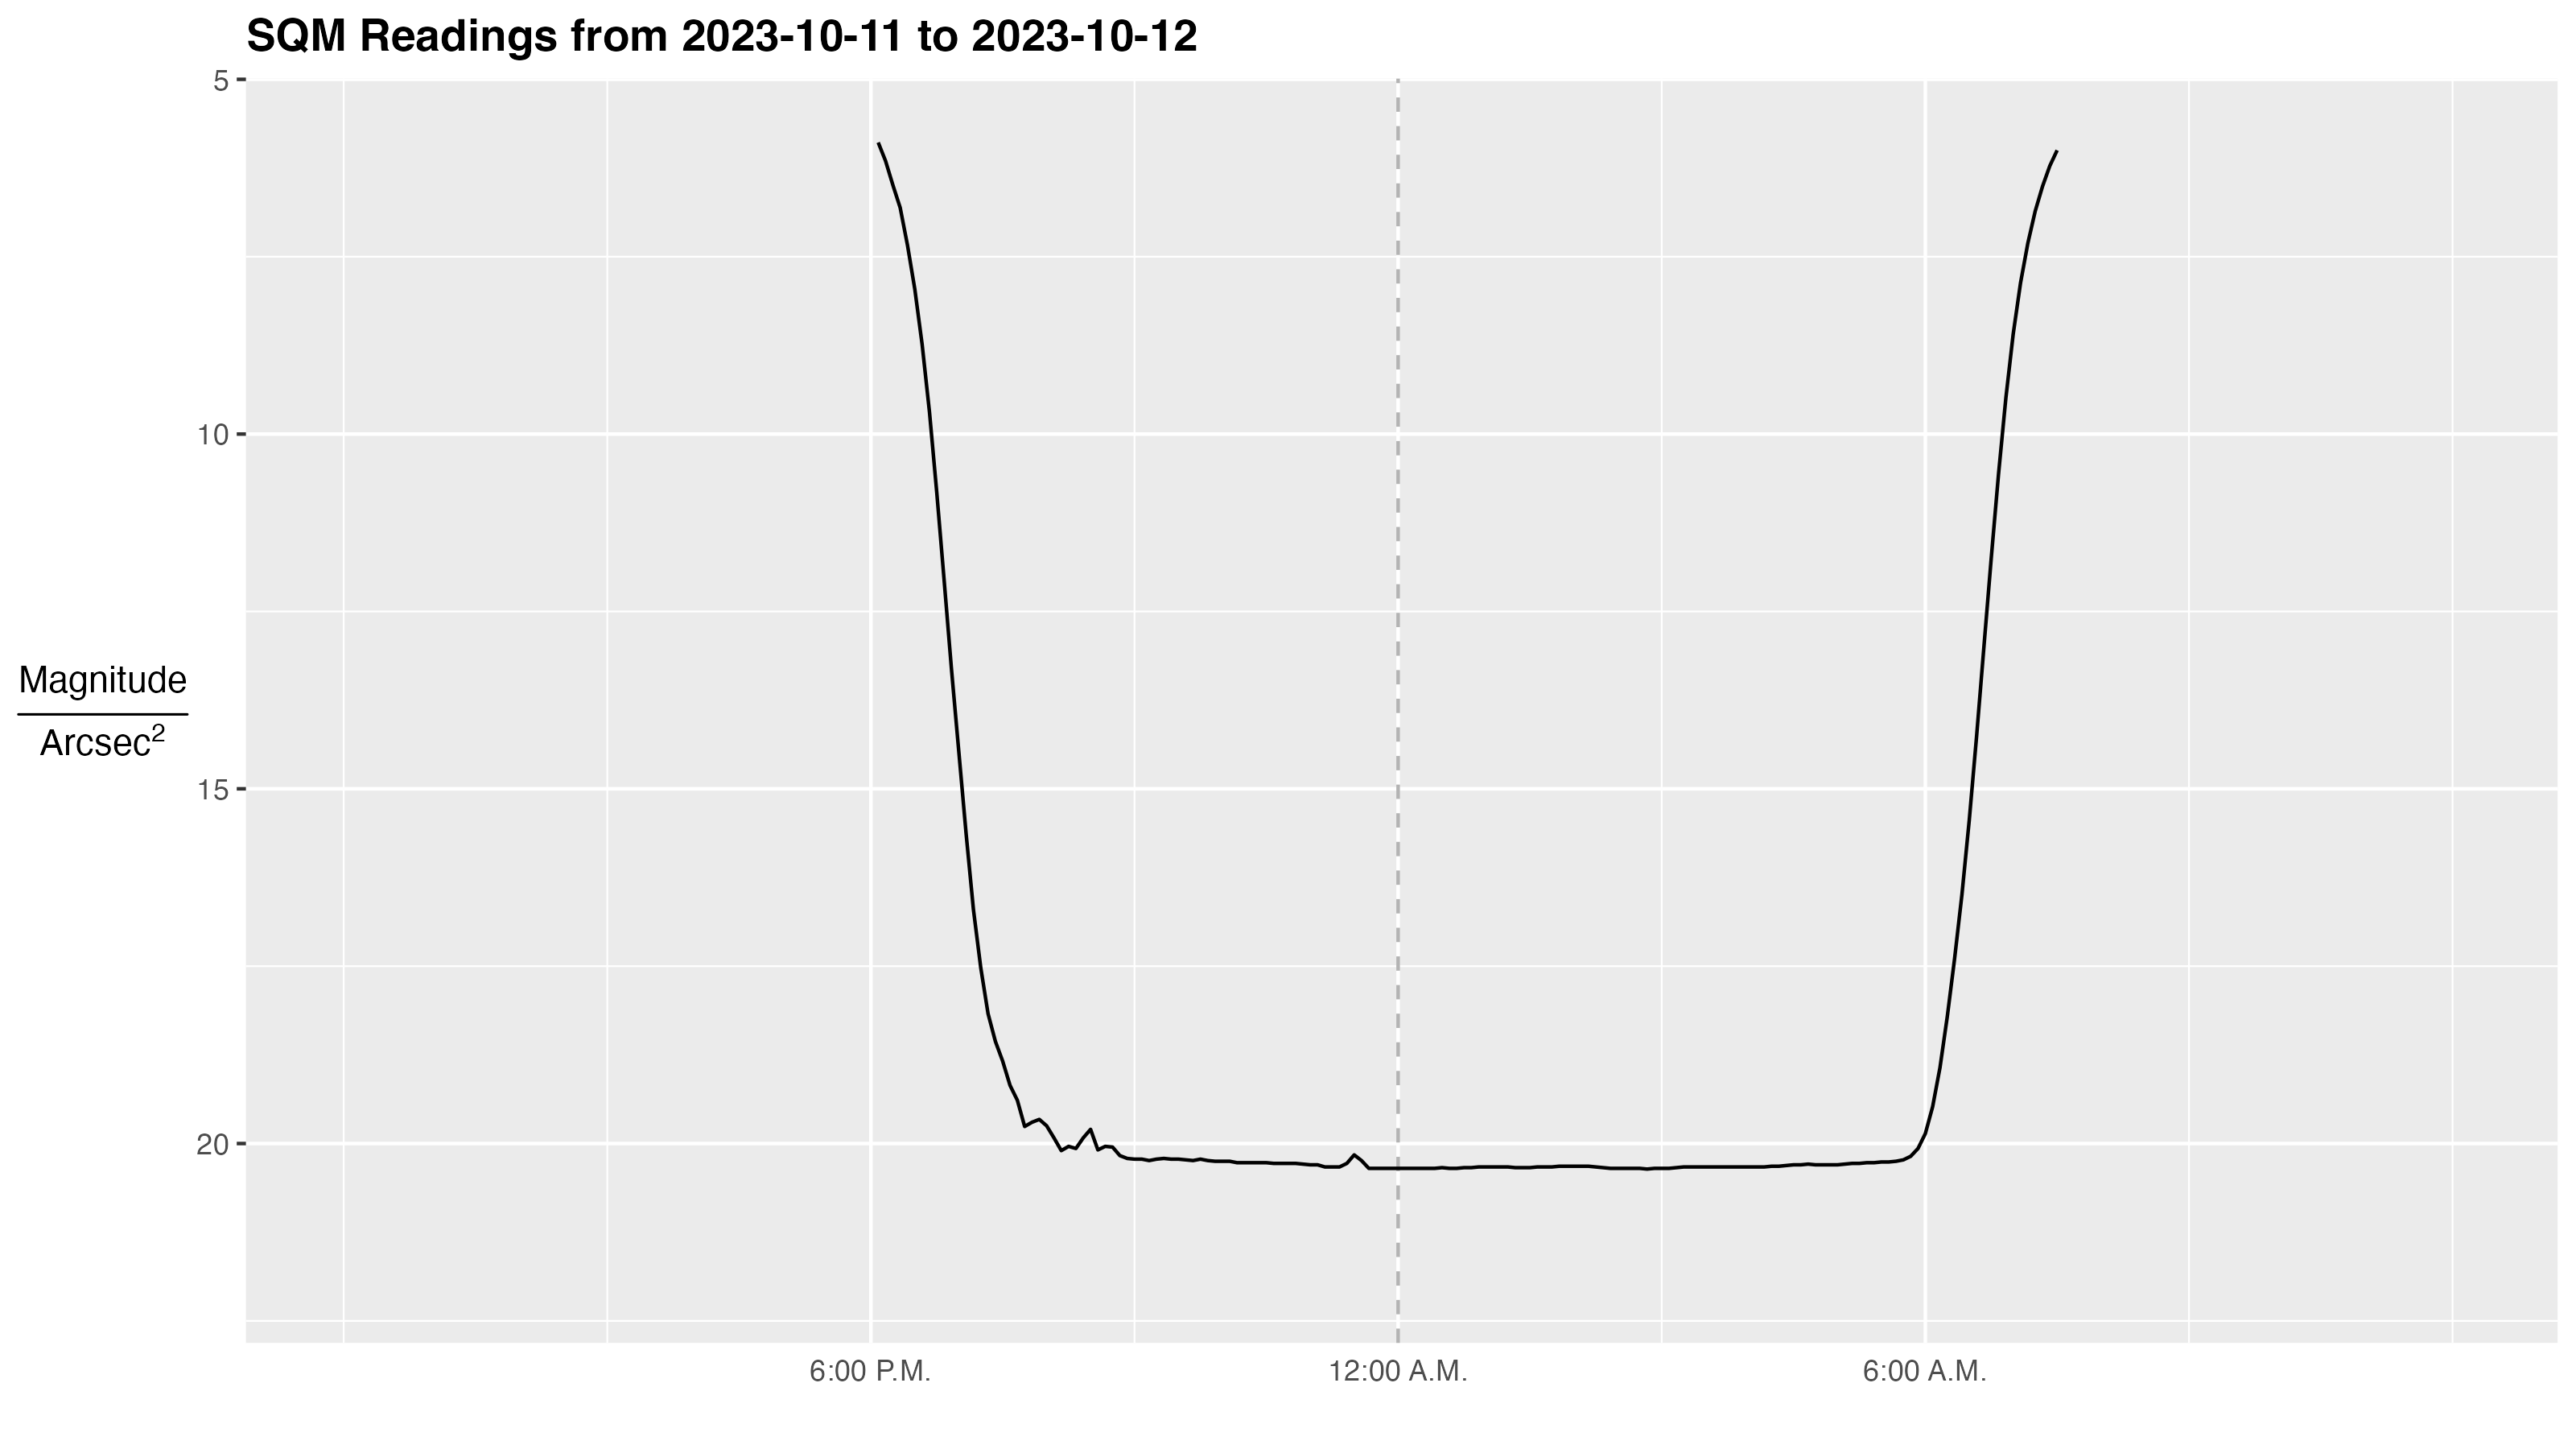 SQM Readings from 2023-10-11 to 2023-10-12
5
10
Magnitude
Arcsec²
15
20
6:00 P.M. 12:00 A.M. 6:00 A.M.